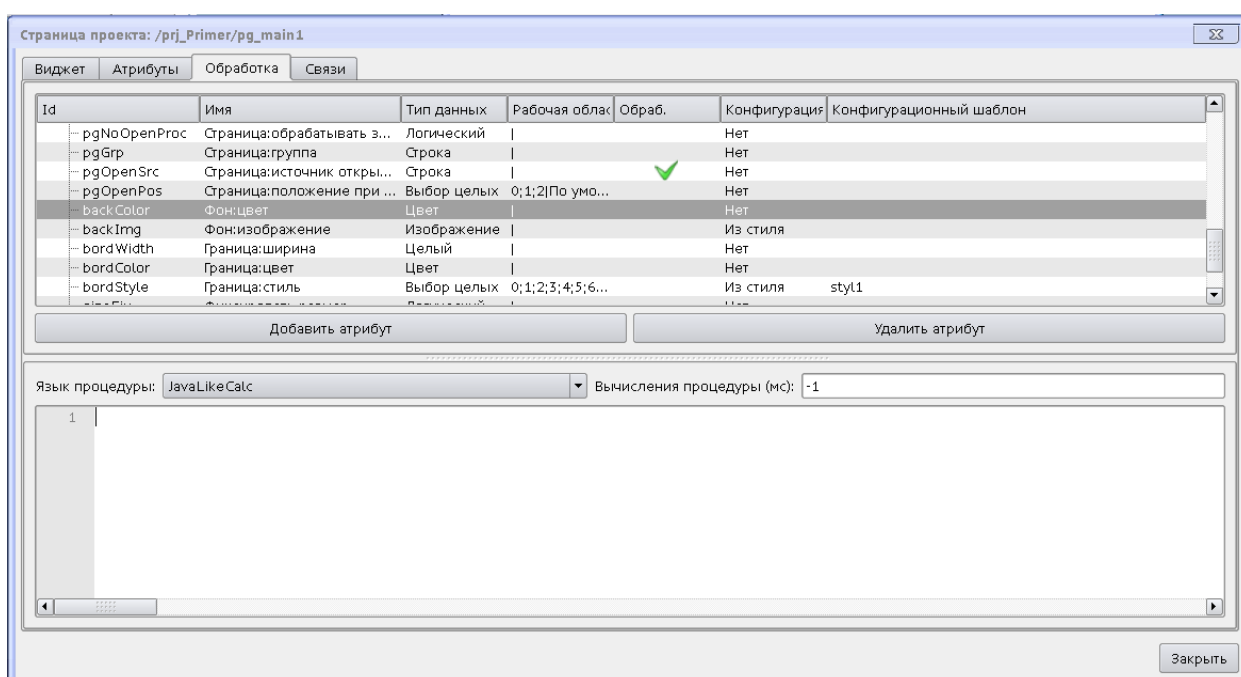 Страница проекта: /prj_Primer/pg_main1
Виджет Атрибуты Обработка Связи
Id Имя Тип данных Рабочая облас Обраб. Конфигурация Конфигурационный шаблон
pgNoOpenProc Страница:обрабатывать з... Логический | Нет
pgGrp Страница:группа Строка | Нет
pgOpenSrc Страница:источник откры... Строка | Нет
pgOpenPos Страница:положение при ... Выбор целых 0;1;2|По умо... Нет
backColor Фон:цвет Цвет | Нет
backImg Фон:изображение Изображение | Из стиля
bordWidth Граница:ширина Целый | Нет
bordColor Граница:цвет Цвет | Нет
bordStyle Граница:стиль Выбор целых 0;1;2;3;4;5;6... Из стиля styl1
Добавить атрибут Удалить атрибут
Язык процедуры: JavaLikeCalc Вычисления процедуры (мс): -1
1
Закрыть